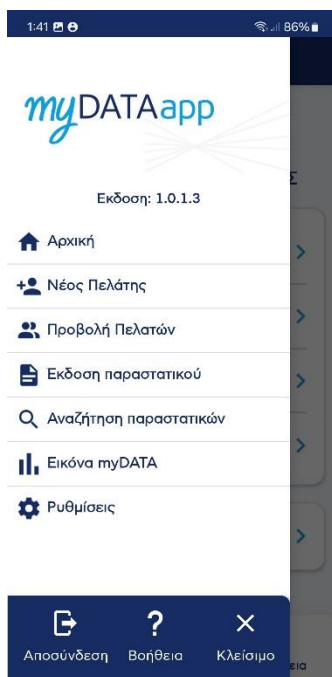 1:41 86%
myDATAapp
Σ
Εκδοση: 1.0.1.3
Αρχική
Νέος Πελάτης
Προβολή Πελατών
Εκδοση παραστατικού
Αναζήτηση παραστατικών
Εικόνα myDATA
Ρυθμίσεις
?
Αποσύνδεση Βοήθεια Κλείσιμο
εια